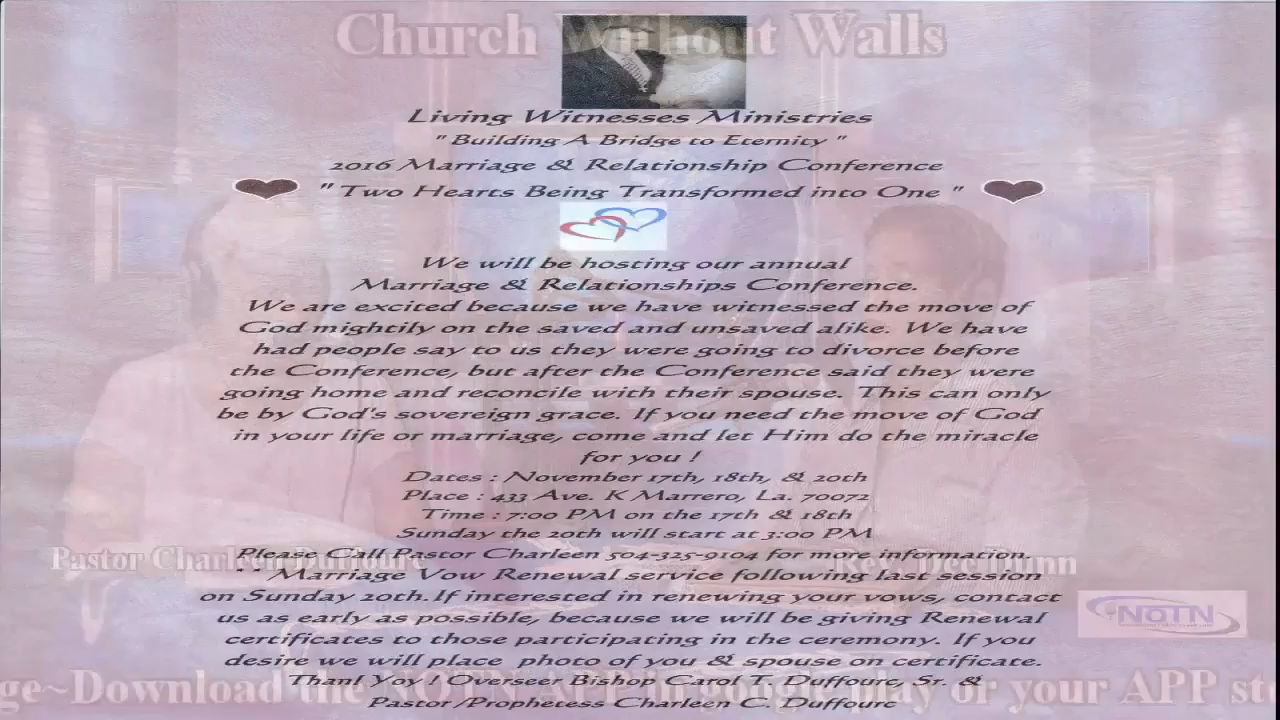 Church Without Walls
Living Witnesses Ministries
" Building A Bridge to Eternity "
2016 Marriage & Relationship Conference
" Two Hearts Being Transformed into One "
We will be hosting our annual
Marriage & Relationships Conference.
We are excited because we have witnessed the move of
God mightily on the saved and unsaved alike. We have
had people say to us they were going to divorce before
the Conference, but after the Conference said they were
going home and reconcile with their spouse. This can only
be by God's sovereign grace. If you need the move of God
in your life or marriage, come and let Him do the miracle
for you !
Dates : November 17th, 18th, & 20th
Place : 433 Ave. K Marrero, La. 70072
Time : 7:00 PM on the 17th & 18th
Sunday the 20th will start at 3:00 PM
Please Call Pastor Charleen 504-325-9104 for more information.
Pastor Charleen Duffourc
Rev. Dee Dunn
**Marriage Vow Renewal service following last session
on Sunday 20th.If interested in renewing your vows, contact
us as early as possible, because we will be giving Renewal
certificates to those participating in the ceremony. If you
desire we will place photo of you & spouse on certificate.
NOTN
Thank Yoy ! Overseer Bishop Carol T. Duffourc, Sr. &
ge~Download the NOTN APP in google play or your APP sto
Pastor /Prophetess Charleen C. Duffourc